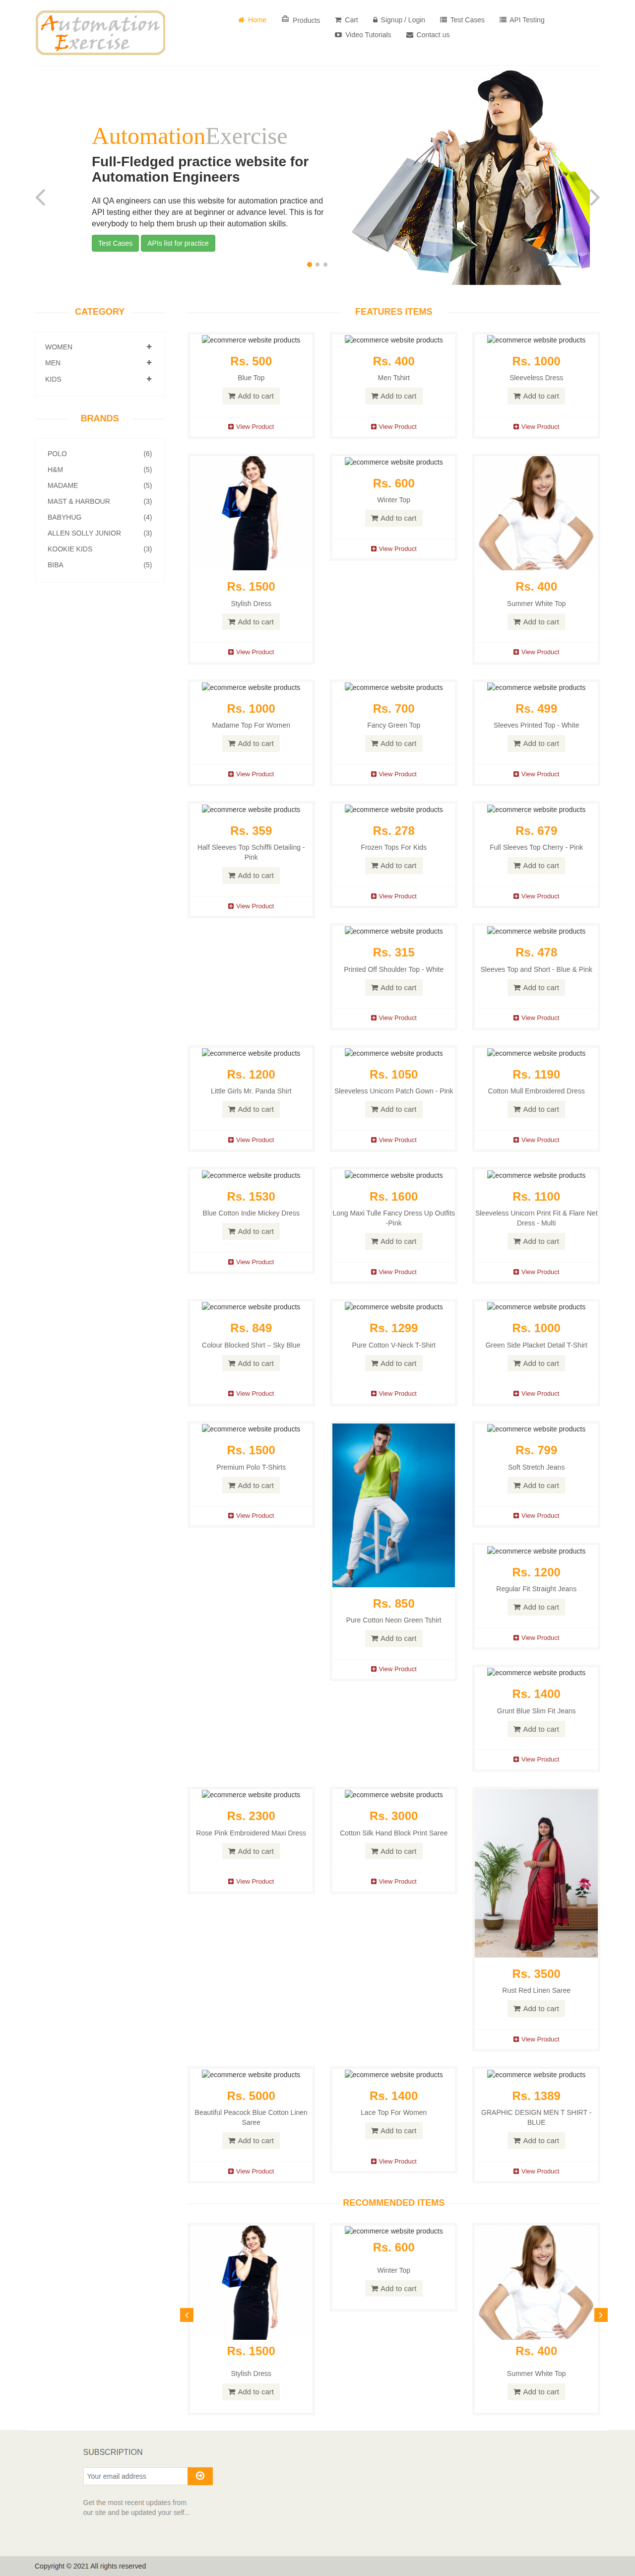 Automation
Exercise
Home
Products
Cart
Signup / Login
Test Cases
API Testing
Video Tutorials
Contact us
AutomationExercise
Full-Fledged practice website for
Automation Engineers
All QA engineers can use this website for automation practice and
API testing either they are at beginner or advance level. This is for
everybody to help them brush up their automation skills.
Test Cases
APIs list for practice
CATEGORY
WOMEN
MEN
KIDS
BRANDS
POLO (6)
H&M (5)
MADAME (5)
MAST & HARBOUR (3)
BABYHUG (4)
ALLEN SOLLY JUNIOR (3)
KOOKIE KIDS (3)
BIBA (5)
FEATURES ITEMS
ecommerce website products
Rs. 500
Blue Top
Add to cart
View Product
ecommerce website products
Rs. 400
Men Tshirt
Add to cart
View Product
ecommerce website products
Rs. 1000
Sleeveless Dress
Add to cart
View Product
Rs. 1500
Stylish Dress
Add to cart
View Product
ecommerce website products
Rs. 600
Winter Top
Add to cart
View Product
Rs. 400
Summer White Top
Add to cart
View Product
ecommerce website products
Rs. 1000
Madame Top For Women
Add to cart
View Product
ecommerce website products
Rs. 700
Fancy Green Top
Add to cart
View Product
ecommerce website products
Rs. 499
Sleeves Printed Top - White
Add to cart
View Product
ecommerce website products
Rs. 359
Half Sleeves Top Schiffli Detailing -
Pink
Add to cart
View Product
ecommerce website products
Rs. 278
Frozen Tops For Kids
Add to cart
View Product
ecommerce website products
Rs. 679
Full Sleeves Top Cherry - Pink
Add to cart
View Product
ecommerce website products
Rs. 315
Printed Off Shoulder Top - White
Add to cart
View Product
ecommerce website products
Rs. 478
Sleeves Top and Short - Blue & Pink
Add to cart
View Product
ecommerce website products
Rs. 1200
Little Girls Mr. Panda Shirt
Add to cart
View Product
ecommerce website products
Rs. 1050
Sleeveless Unicorn Patch Gown - Pink
Add to cart
View Product
ecommerce website products
Rs. 1190
Cotton Mull Embroidered Dress
Add to cart
View Product
ecommerce website products
Rs. 1530
Blue Cotton Indie Mickey Dress
Add to cart
View Product
ecommerce website products
Rs. 1600
Long Maxi Tulle Fancy Dress Up Outfits
-Pink
Add to cart
View Product
ecommerce website products
Rs. 1100
Sleeveless Unicorn Print Fit & Flare Net
Dress - Multi
Add to cart
View Product
ecommerce website products
Rs. 849
Colour Blocked Shirt – Sky Blue
Add to cart
View Product
ecommerce website products
Rs. 1299
Pure Cotton V-Neck T-Shirt
Add to cart
View Product
ecommerce website products
Rs. 1000
Green Side Placket Detail T-Shirt
Add to cart
View Product
ecommerce website products
Rs. 1500
Premium Polo T-Shirts
Add to cart
View Product
Rs. 850
Pure Cotton Neon Green Tshirt
Add to cart
View Product
ecommerce website products
Rs. 799
Soft Stretch Jeans
Add to cart
View Product
ecommerce website products
Rs. 1200
Regular Fit Straight Jeans
Add to cart
View Product
ecommerce website products
Rs. 1400
Grunt Blue Slim Fit Jeans
Add to cart
View Product
ecommerce website products
Rs. 2300
Rose Pink Embroidered Maxi Dress
Add to cart
View Product
ecommerce website products
Rs. 3000
Cotton Silk Hand Block Print Saree
Add to cart
View Product
Rs. 3500
Rust Red Linen Saree
Add to cart
View Product
ecommerce website products
Rs. 5000
Beautiful Peacock Blue Cotton Linen
Saree
Add to cart
View Product
ecommerce website products
Rs. 1400
Lace Top For Women
Add to cart
View Product
ecommerce website products
Rs. 1389
GRAPHIC DESIGN MEN T SHIRT -
BLUE
Add to cart
View Product
RECOMMENDED ITEMS
Rs. 1500
Stylish Dress
Add to cart
ecommerce website products
Rs. 600
Winter Top
Add to cart
Rs. 400
Summer White Top
Add to cart
SUBSCRIPTION
Your email address
Get the most recent updates from
our site and be updated your self...
Copyright © 2021 All rights reserved